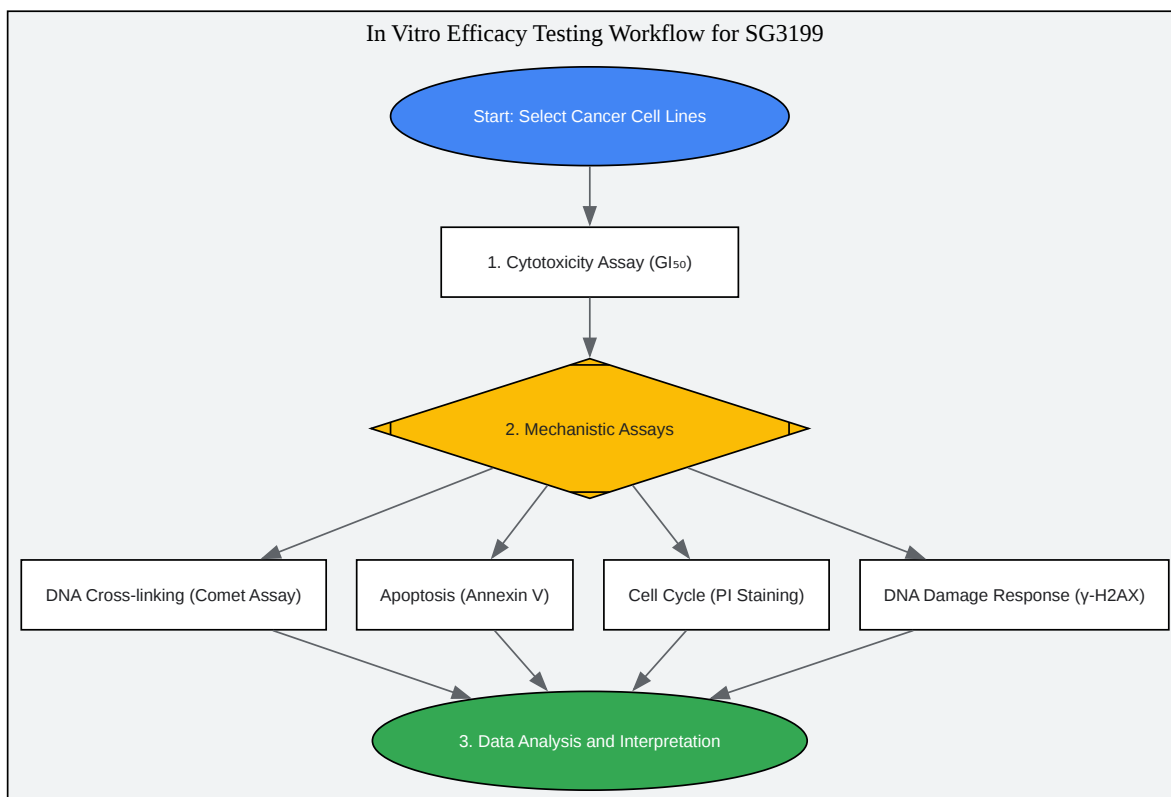 In Vitro Efficacy Testing Workflow for SG3199
Start: Select Cancer Cell Lines
1. Cytotoxicity Assay (GI₅₀)
2. Mechanistic Assays
DNA Cross-linking (Comet Assay)
Apoptosis (Annexin V)
Cell Cycle (PI Staining)
DNA Damage Response (γ-H2AX)
3. Data Analysis and Interpretation